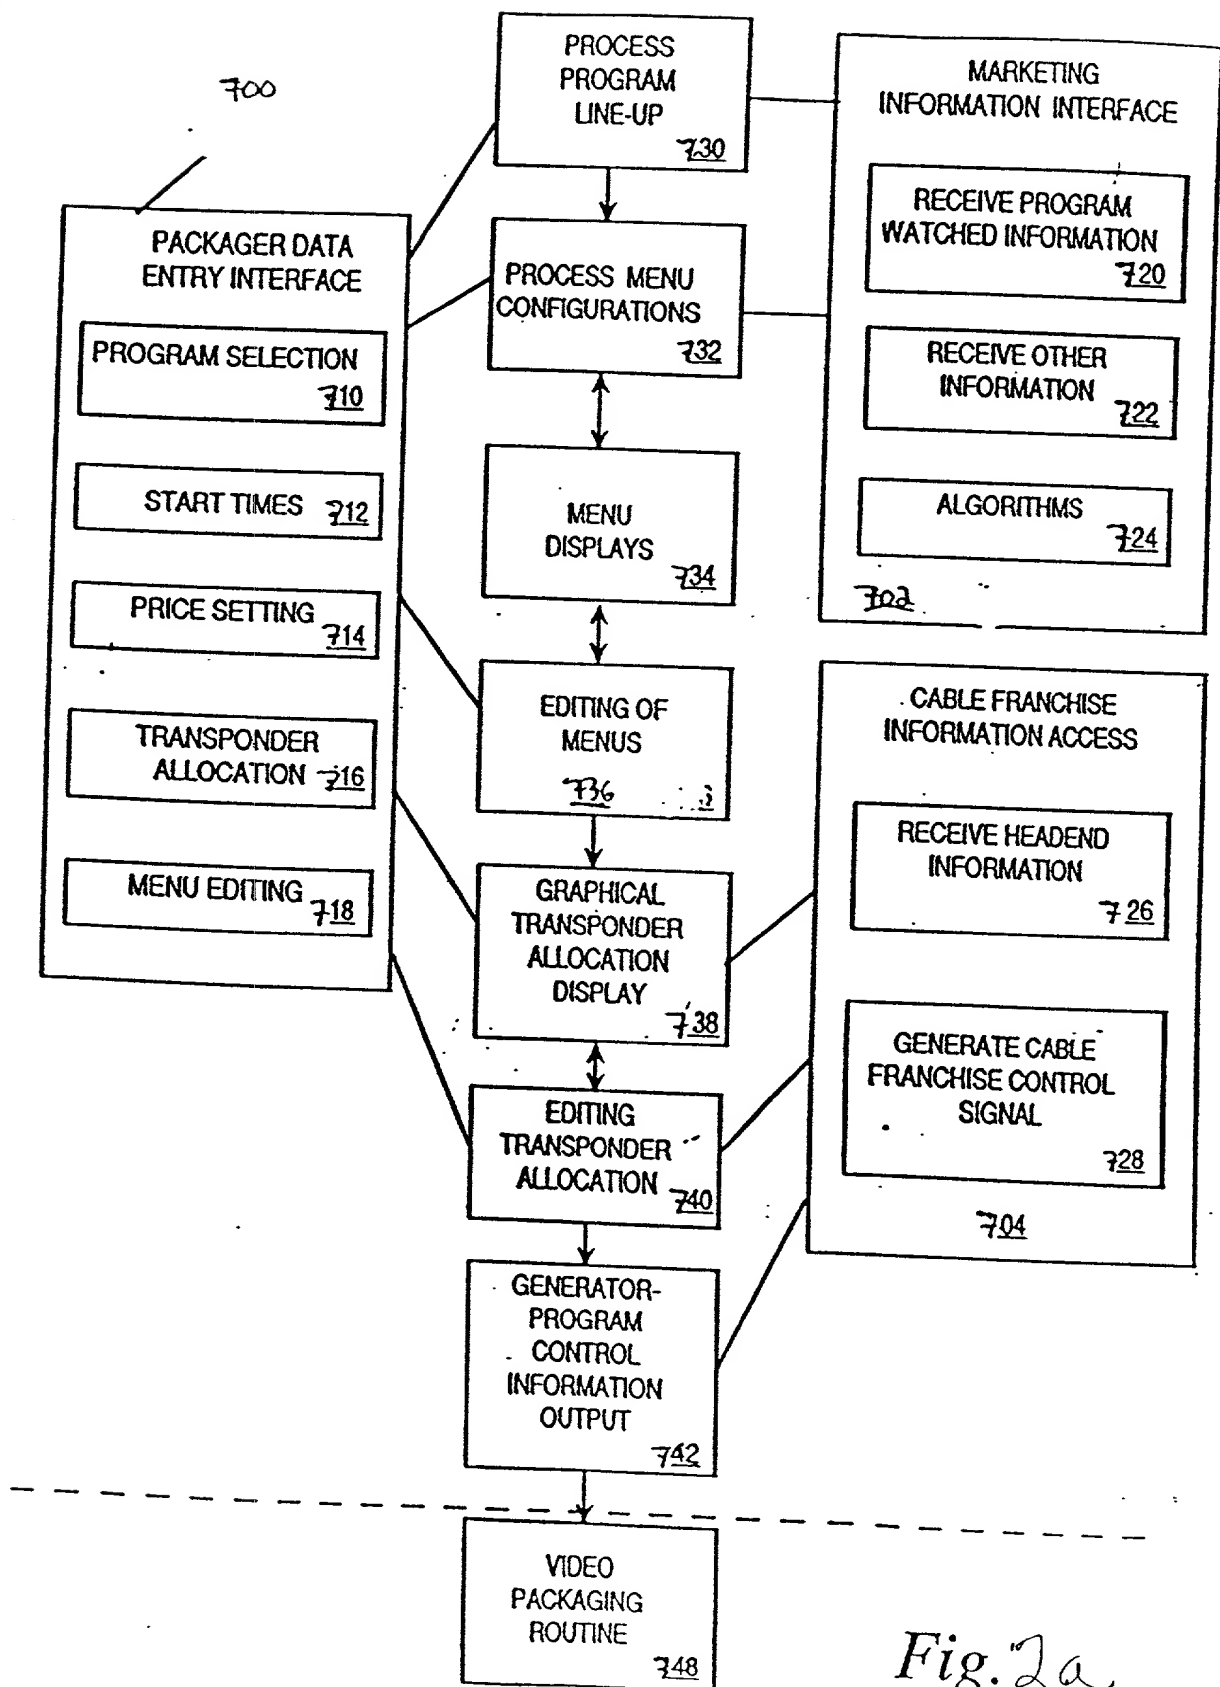 700
PACKAGER DATA
ENTRY INTERFACE
PROGRAM SELECTION
710
START TIMES 712
PRICE SETTING
714
TRANSPONDER
ALLOCATION 716
MENU EDITING
718
PROCESS
PROGRAM
LINE-UP
730
PROCESS MENU
CONFIGURATIONS
732
MENU
DISPLAYS
734
EDITING OF
MENUS
736
GRAPHICAL
TRANSPONDER
ALLOCATION
DISPLAY
738
EDITING
TRANSPONDER
ALLOCATION
740
GENERATOR-
PROGRAM
CONTROL
INFORMATION
OUTPUT
742
VIDEO
PACKAGING
ROUTINE
748
MARKETING
INFORMATION INTERFACE
RECEIVE PROGRAM
WATCHED INFORMATION
720
RECEIVE OTHER
INFORMATION
722
ALGORITHMS
724
702
CABLE FRANCHISE
INFORMATION ACCESS
RECEIVE HEADEND
INFORMATION
726
GENERATE CABLE
FRANCHISE CONTROL
SIGNAL
728
704
Fig. 2a